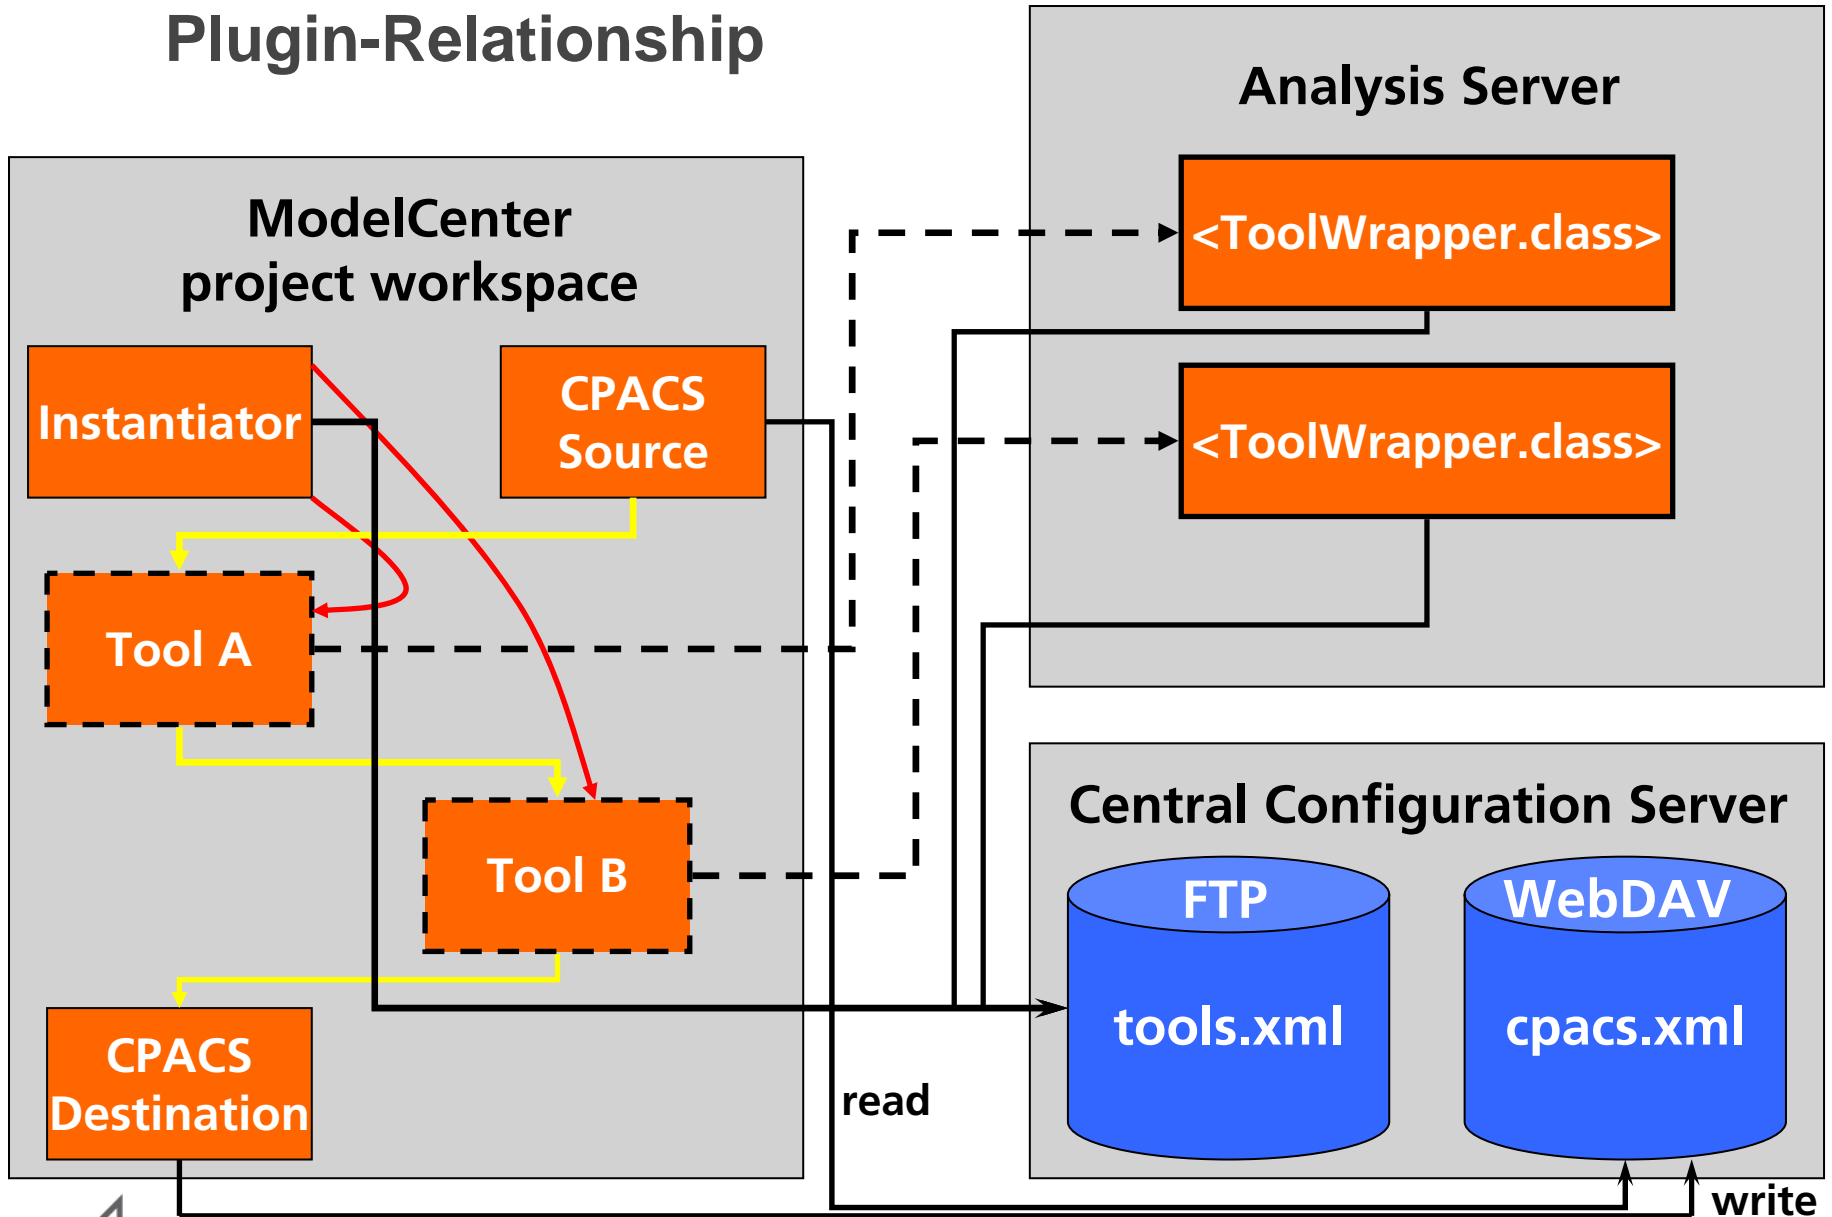 Plugin-Relationship
Analysis Server
<ToolWrapper.class>
<ToolWrapper.class>
ModelCenter
project workspace
Instantiator
CPACS
Source
Tool A
Tool B
CPACS
Destination
Central Configuration Server
FTP
tools.xml
WebDAV
cpacs.xml
read
write